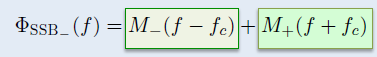 Φ_SSB₋(f) = M₋(f − f_c) + M₊(f + f_c)